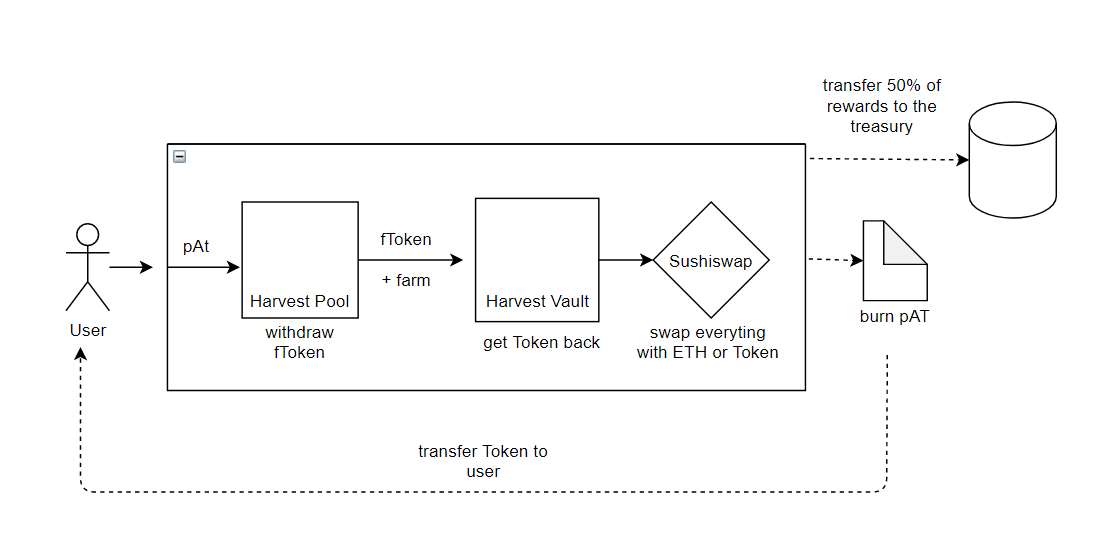 transfer 50% of
rewards to the
treasury
pAt
fToken
+ farm
Harvest Pool
Harvest Vault
Sushiswap
User
withdraw
fToken
get Token back
swap everyting
with ETH or Token
burn pAT
transfer Token to
user